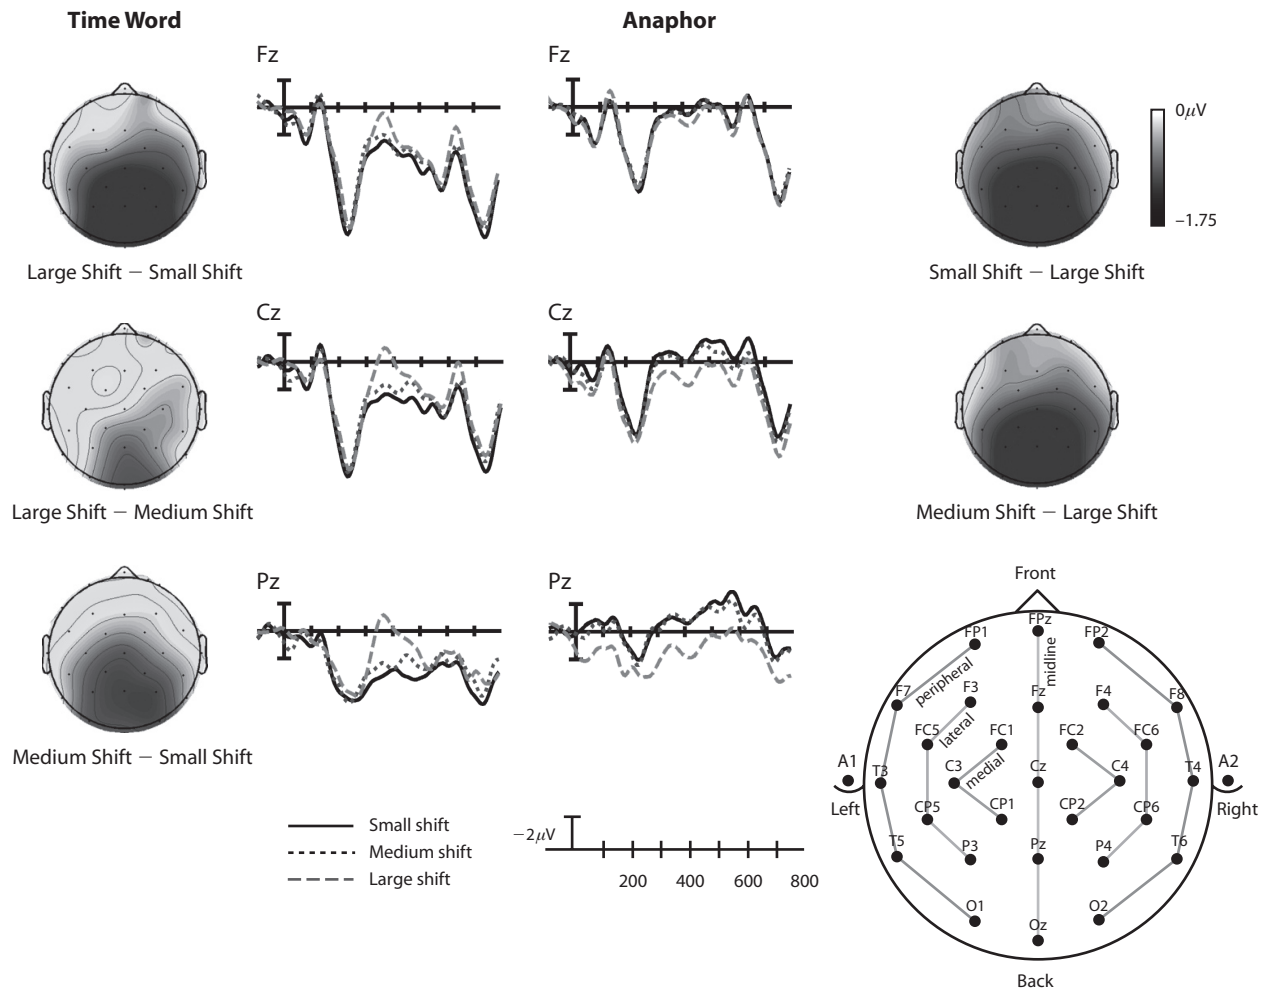 Time Word
Anaphor
Fz
Fz
0μV
−1.75
Large Shift − Small Shift
Small Shift − Large Shift
Cz
Cz
Large Shift − Medium Shift
Medium Shift − Large Shift
Pz
Pz
Medium Shift − Small Shift
Small shift
Medium shift
Large shift
−2μV
200 400 600 800
Front
FPz
FP1
FP2
midline
peripheral
F7
F3
Fz
F4
F8
lateral
FC5
FC1
FC2
FC6
medial
A1
T3
C3
Cz
C4
T4
A2
Left
Right
CP5
CP1
CP2
CP6
T5
P3
Pz
P4
T6
O1
Oz
O2
Back